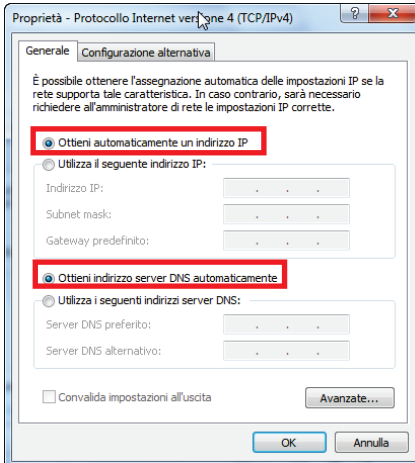 Proprietà - Protocollo Internet versione 4 (TCP/IPv4)
Generale
Configurazione alternativa
È possibile ottenere l'assegnazione automatica delle impostazioni IP se la
rete supporta tale caratteristica. In caso contrario, sarà necessario
richiedere all'amministratore di rete le impostazioni IP corrette.
Ottieni automaticamente un indirizzo IP
Utilizza il seguente indirizzo IP:
Indirizzo IP:
Subnet mask:
Gateway predefinito:
Ottieni indirizzo server DNS automaticamente
Utilizza i seguenti indirizzi server DNS:
Server DNS preferito:
Server DNS alternativo:
Convalida impostazioni all'uscita
Avanzate...
OK
Annulla